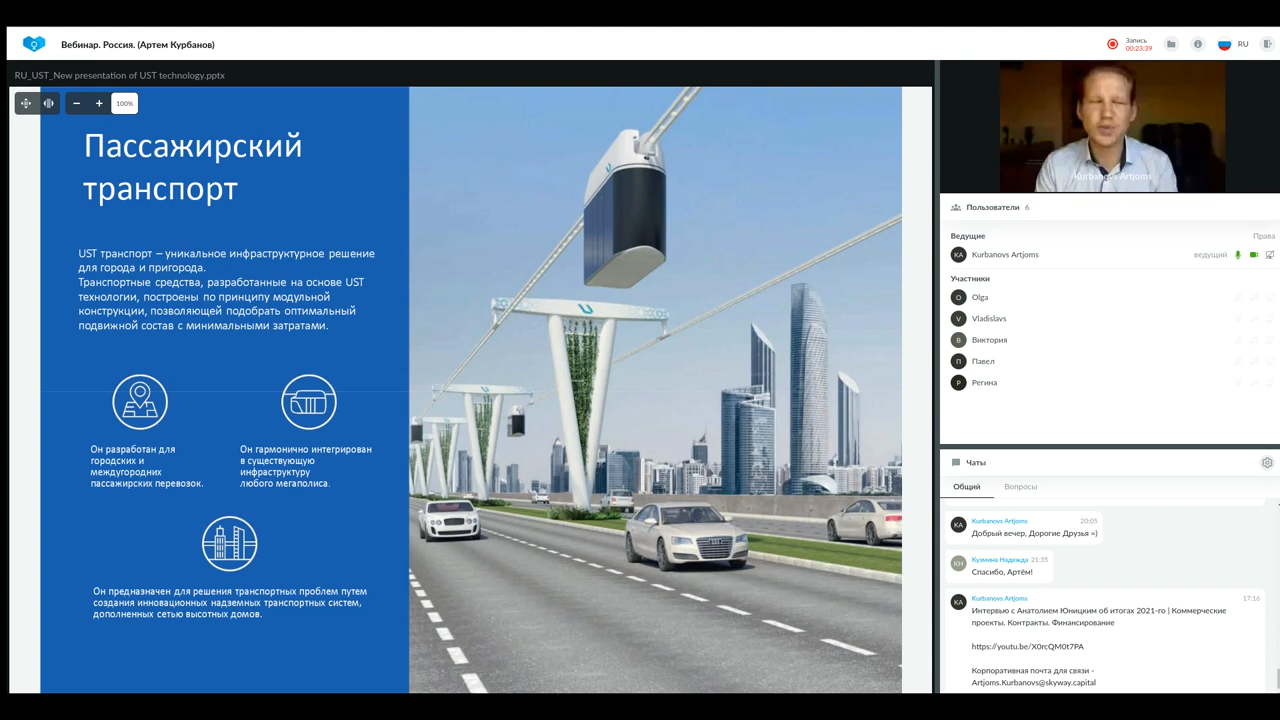 Вебинар. Россия. (Артем Курбанов)
Запись
00:23:39
RU
RU_UST_New presentation of UST technology.pptx
100%
Пассажирский
транспорт
UST транспорт – уникальное инфраструктурное решение
для города и пригорода.
Транспортные средства, разработанные на основе UST
технологии, построены по принципу модульной
конструкции, позволяющей подобрать оптимальный
подвижной состав с минимальными затратами.
Он разработан для
городских и
междугородних
пассажирских перевозок.
Он гармонично интегрирован
в существующую
инфраструктуру
любого мегаполиса.
Он предназначен для решения транспортных проблем путем
создания инновационных надземных транспортных систем,
дополненных сетью высотных домов.
Kurbanovs Artjoms
Пользователи 6
Ведущие Права
KA Kurbanovs Artjoms ведущий
Участники
O Olga
V Vladislavs
В Виктория
П Павел
Р Регина
Чаты
Общий Вопросы
KA Kurbanovs Artjoms 20:05
Добрый вечер, Дорогие Друзья =)
КН Кузмина Надежда 21:35
Спасибо, Артём!
KA Kurbanovs Artjoms 17:16
Интервью с Анатолием Юницким об итогах 2021-го | Коммерческие
проекты. Контракты. Финансирование
https://youtu.be/X0rcQM0t7PA
Корпоративная почта для связи -
Artjoms.Kurbanovs@skyway.capital